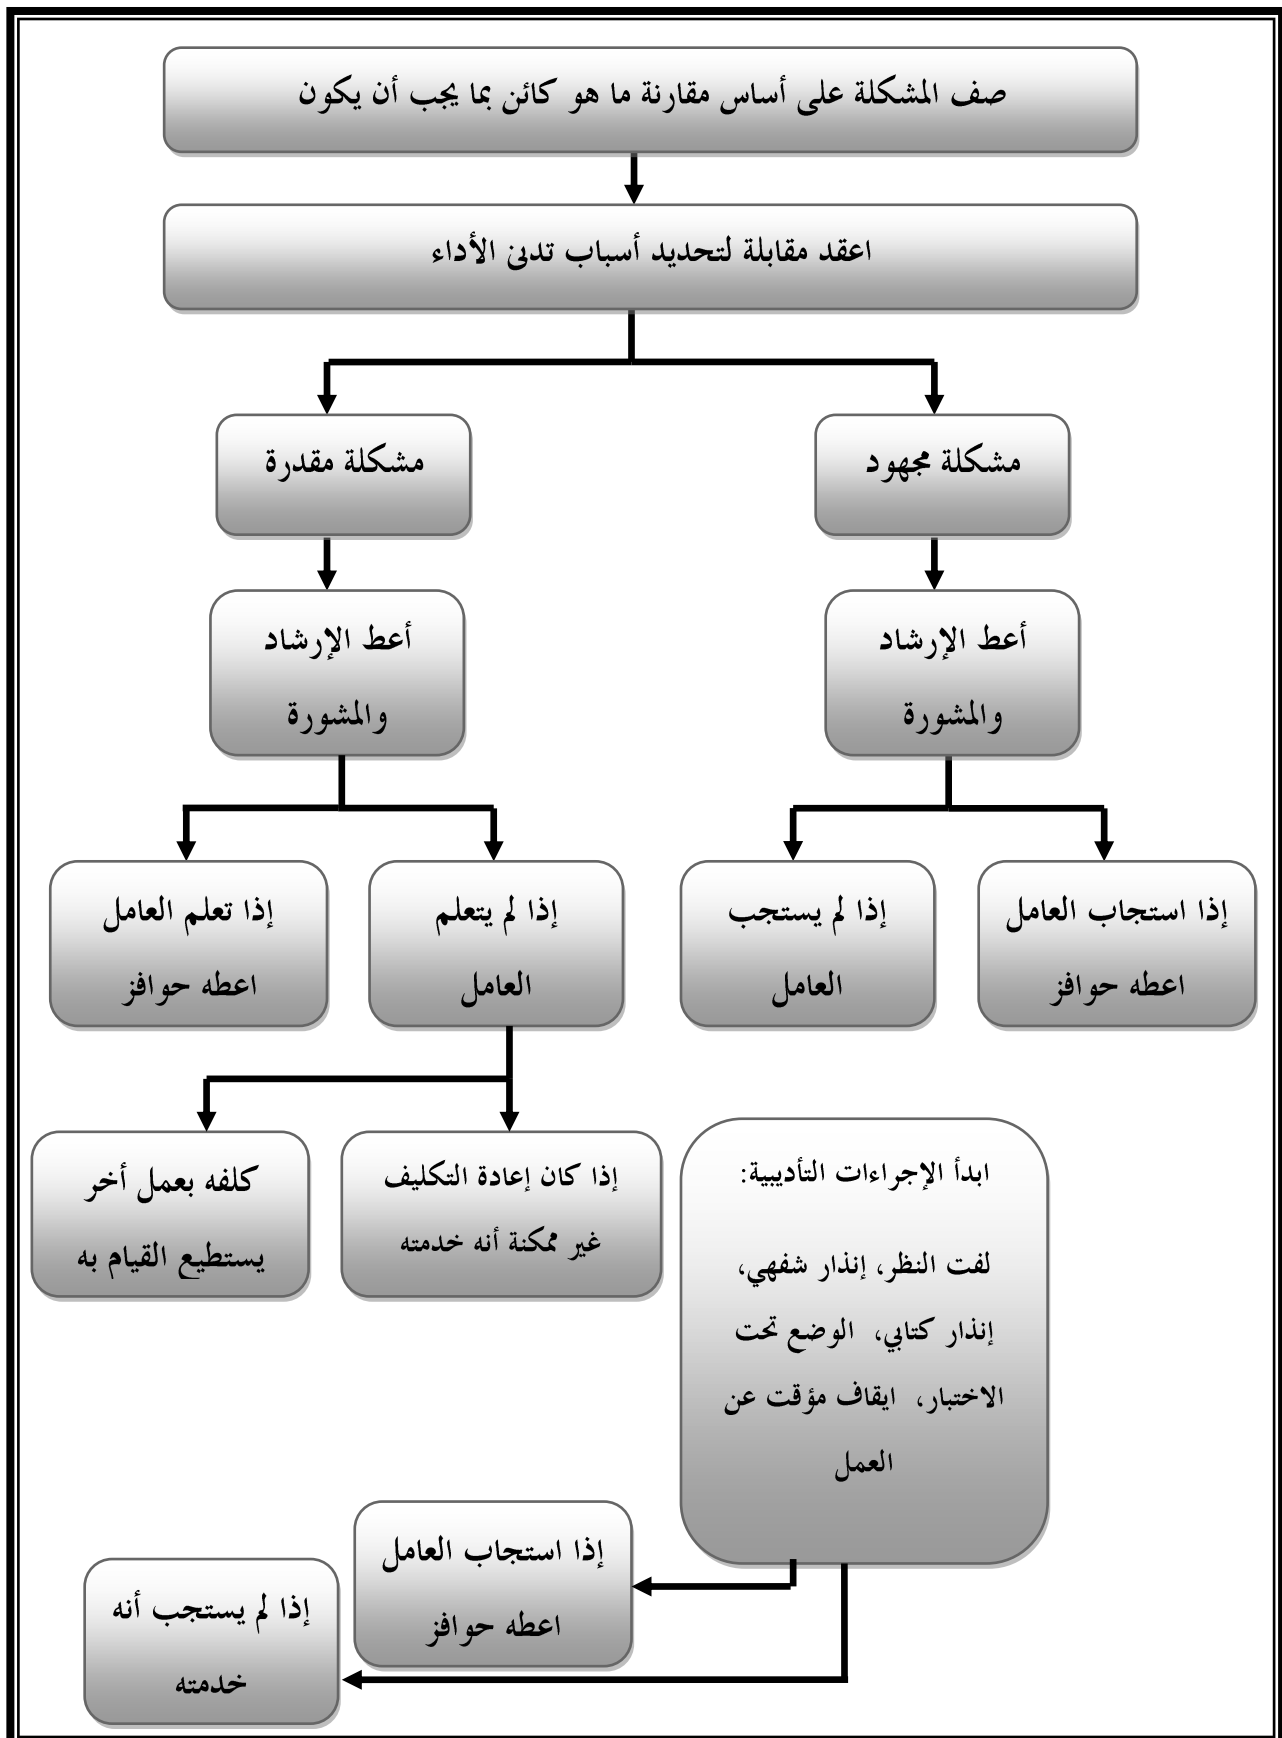 صف المشكلة على أساس مقارنة ما هو كائن بما يجب أن يكون
اعقد مقابلة لتحديد أسباب تدنئ الأداء
مشكلة مجهود
مشكلة مقدرة
أعط الإرشاد
والمشورة
أعط الإرشاد
والمشورة
إذا استجاب العامل
اعطه حوافز
إذا لم يستجب
العامل
إذا لم يتعلم
العامل
إذا تعلم العامل
اعطه حوافز
ابدأ الإجراءات التأديبية:
لفت النظر، إنذار شفهي،
إنذار كتابي، الوضع تحت
الاختبار، ايقاف مؤقت عن
العمل
إذا كان إعادة التكليف
غير ممكنة أنه خدمته
كلفه بعمل أخر
يستطيع القيام به
إذا استجاب العامل
اعطه حوافز
إذا لم يستجب أنه
خدمته